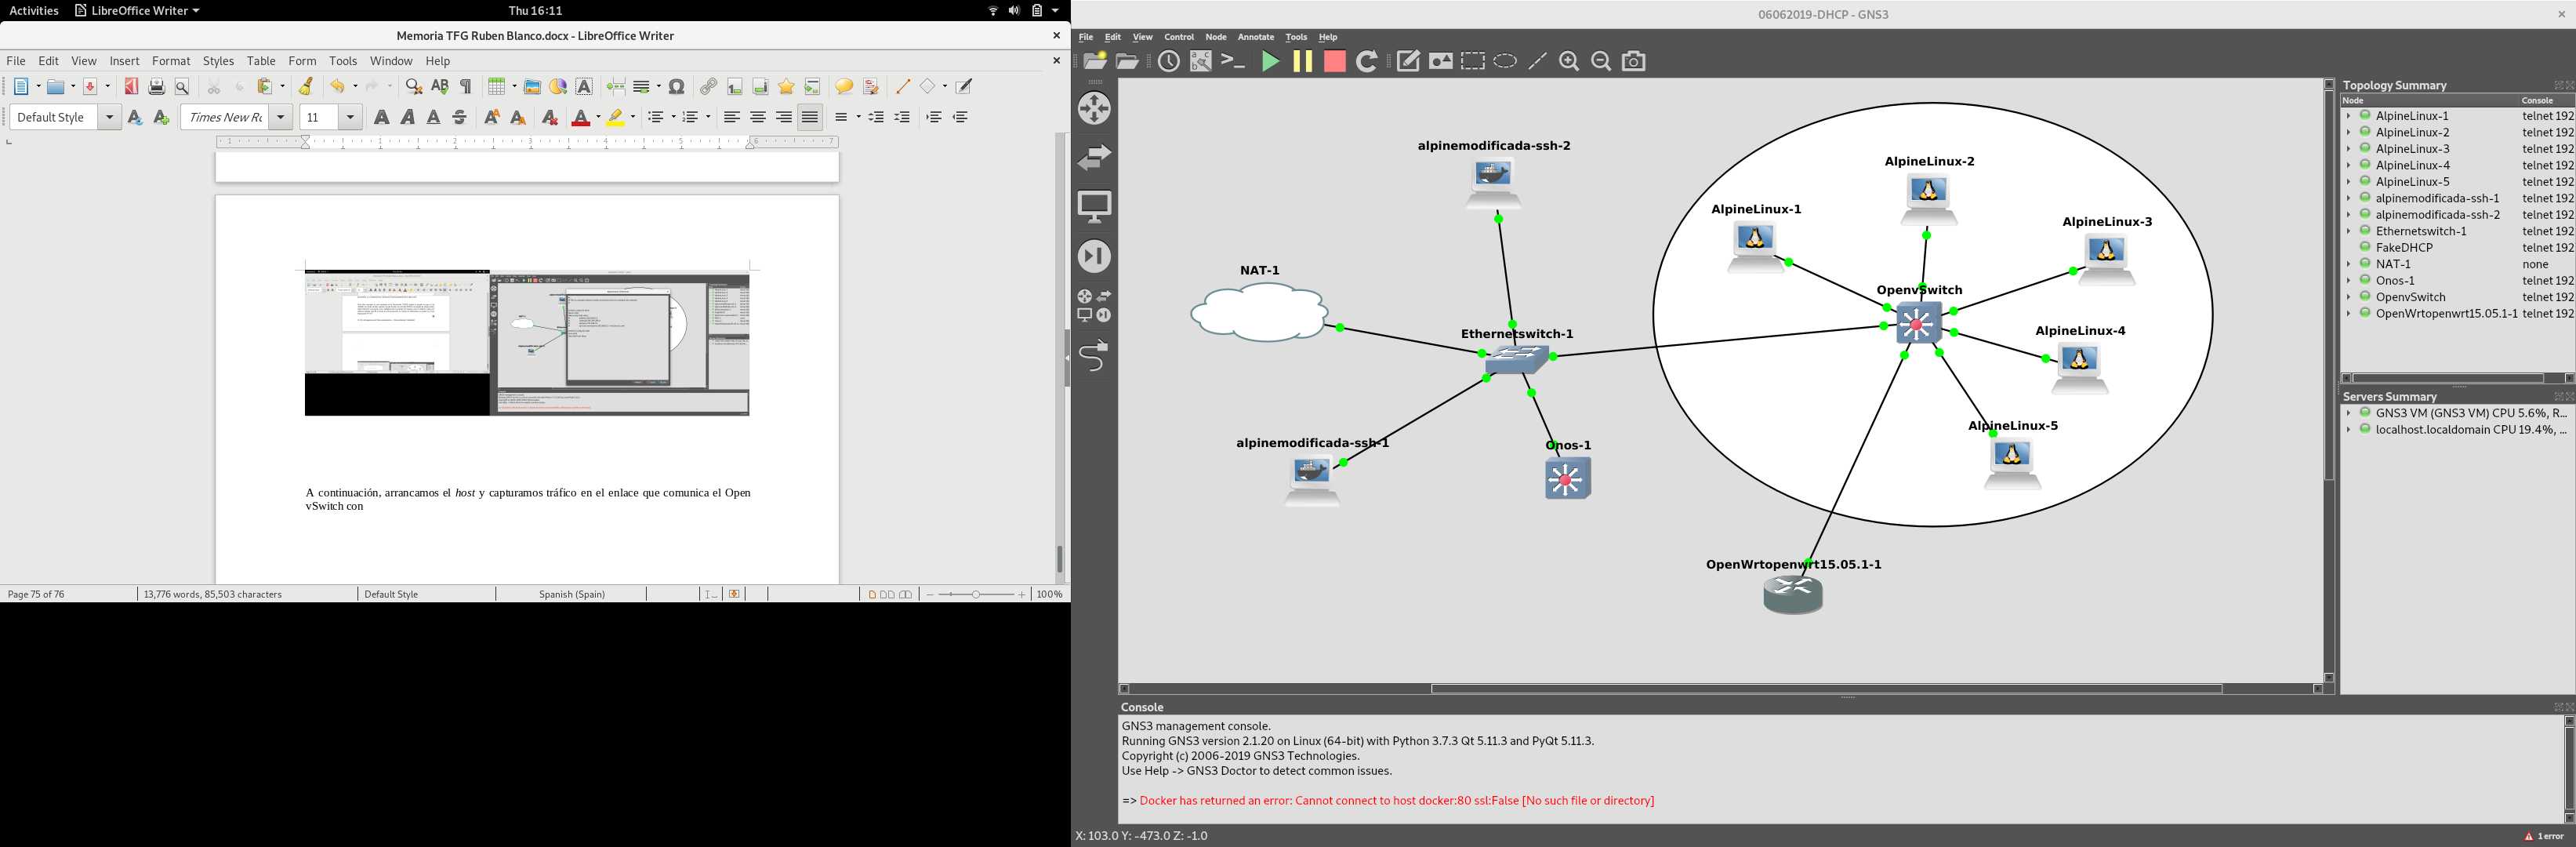 Activities LibreOffice Writer Thu 16:11
Memoria TFG Ruben Blanco.docx - LibreOffice Writer
File Edit View Insert Format Styles Table Form Tools Window Help
Default Style Times New Ro 11
1 1 2 3 4 5 6 7
A continuación, arrancamos el host y capturamos tráfico en el enlace que comunica el Open
vSwitch con
Page 75 of 76 13,776 words, 85,503 characters Default Style Spanish (Spain) 100%
06062019-DHCP - GNS3
File Edit View Control Node Annotate Tools Help
alpinemodificada-ssh-2
AlpineLinux-2
AlpineLinux-1
AlpineLinux-3
NAT-1
OpenvSwitch
Ethernetswitch-1
AlpineLinux-4
AlpineLinux-5
alpinemodificada-ssh-1
Onos-1
OpenWrtopenwrt15.05.1-1
Topology Summary
Node Console
AlpineLinux-1 telnet 192
AlpineLinux-2 telnet 192
AlpineLinux-3 telnet 192
AlpineLinux-4 telnet 192
AlpineLinux-5 telnet 192
alpinemodificada-ssh-1 telnet 192
alpinemodificada-ssh-2 telnet 192
Ethernetswitch-1 telnet 192
FakeDHCP telnet 192
NAT-1 none
Onos-1 telnet 192
OpenvSwitch telnet 192
OpenWrtopenwrt15.05.1-1 telnet 192
Servers Summary
GNS3 VM (GNS3 VM) CPU 5.6%, R...
localhost.localdomain CPU 19.4%, ...
Console
GNS3 management console.
Running GNS3 version 2.1.20 on Linux (64-bit) with Python 3.7.3 Qt 5.11.3 and PyQt 5.11.3.
Copyright (c) 2006-2019 GNS3 Technologies.
Use Help -> GNS3 Doctor to detect common issues.
=> Docker has returned an error: Cannot connect to host docker:80 ssl:False [No such file or directory]
X: 103.0 Y: -473.0 Z: -1.0
1 error